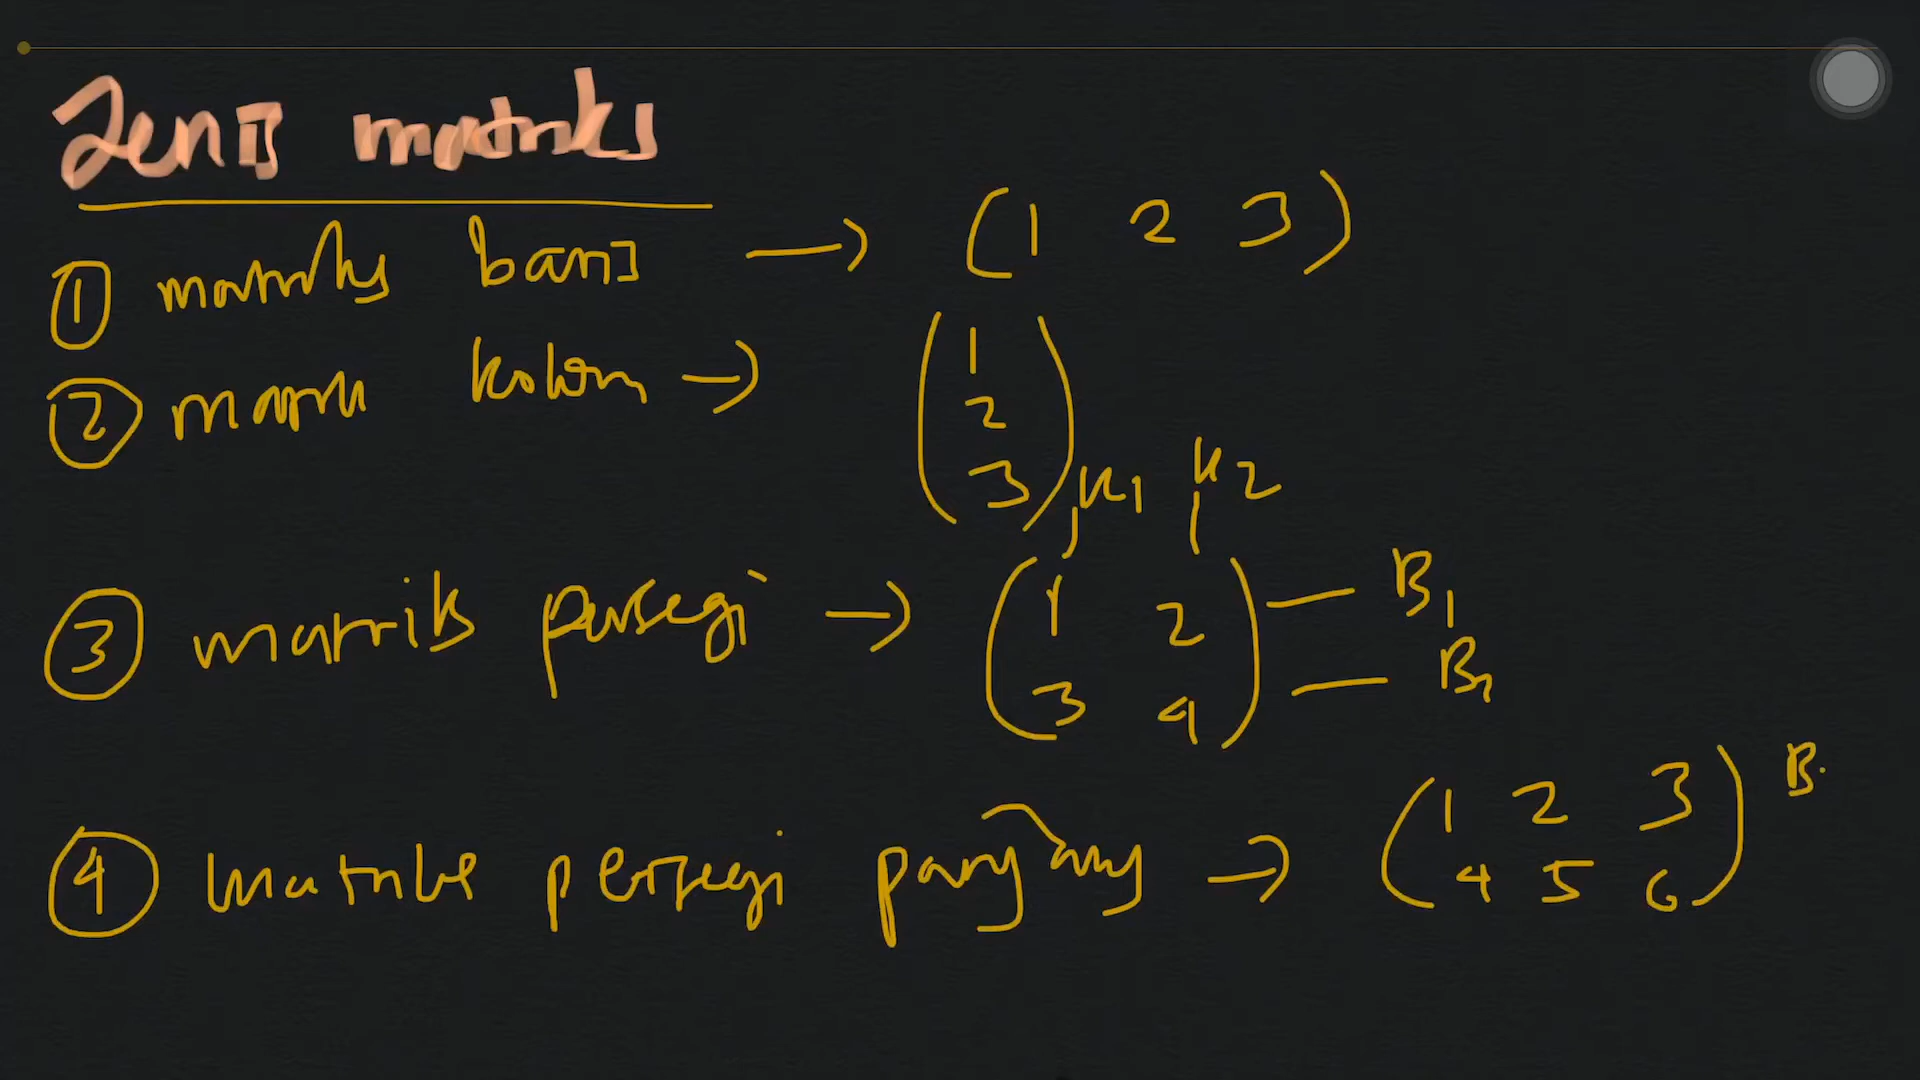 Jenis matriks
① matriks baris → (1 2 3)
② matriks kolom → (1
2
3)
K1 K2
③ matriks persegi → (1 2 — B1
3 4) — B2
④ matriks persegi panjang → (1 2 3 B
4 5 6)